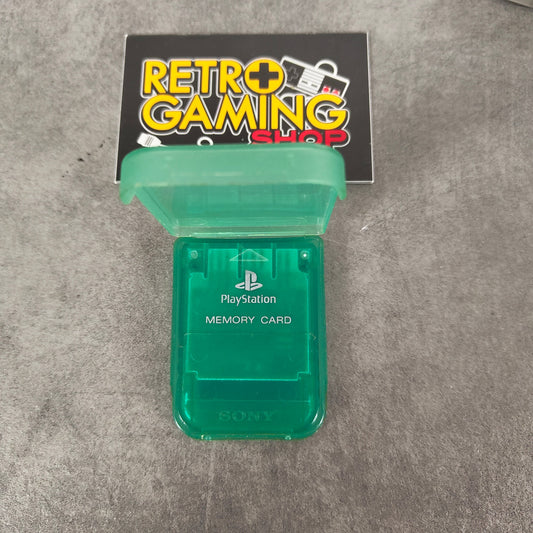 RETRO
GAMING
SHOP
PlayStation
MEMORY CARD
SONY